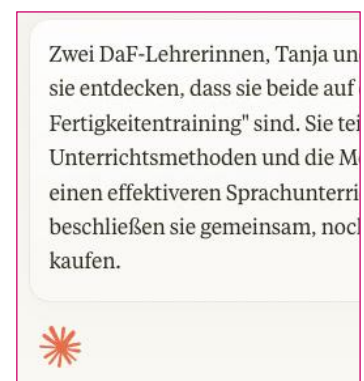 Zwei DaF-Lehrerinnen, Tanja un
sie entdecken, dass sie beide auf
Fertigkeitentraining" sind. Sie tei
Unterrichtsmethoden und die M
einen effektiveren Sprachunterri
beschließen sie gemeinsam, noch
kaufen.